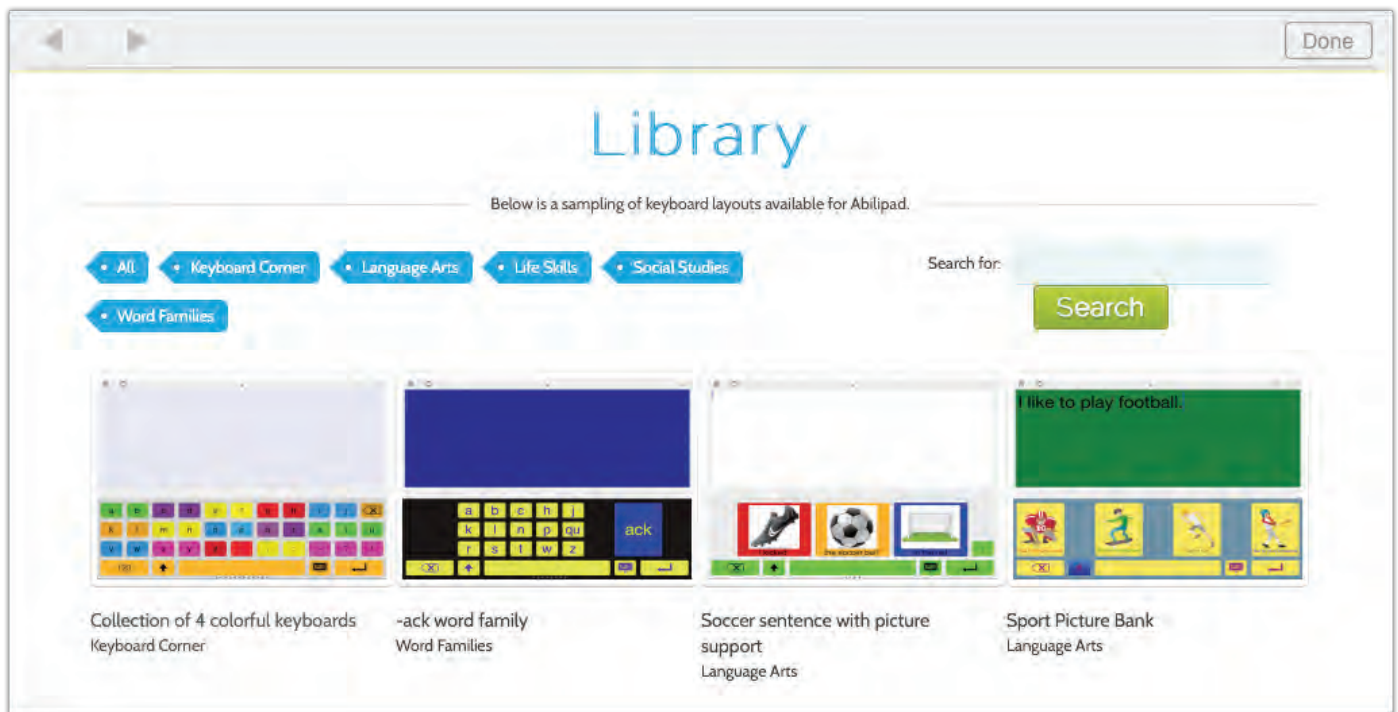 Done
Library
Below is a sampling of keyboard layouts available for Abilipad.
• All
• Keyboard Corner
• Language Arts
• Life Skills
• Social Studies
Search for:
• Word Families
Search
I like to play football.
a b c h j
k l n p qu
ack
r s t w z
Collection of 4 colorful keyboards
Keyboard Corner
-ack word family
Word Families
Soccer sentence with picture
support
Language Arts
Sport Picture Bank
Language Arts